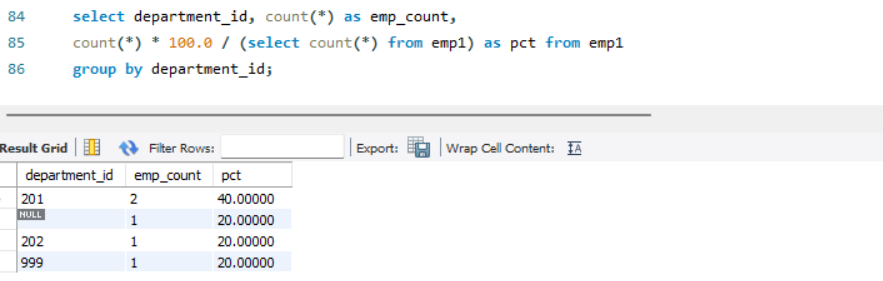 84 select department_id, count(*) as emp_count,
85 count(*) * 100.0 / (select count(*) from emp1) as pct from emp1
86 group by department_id;
Result Grid Filter Rows: Export: Wrap Cell Content: IA
department_id emp_count pct
201 2 40.00000
NULL 1 20.00000
202 1 20.00000
999 1 20.00000